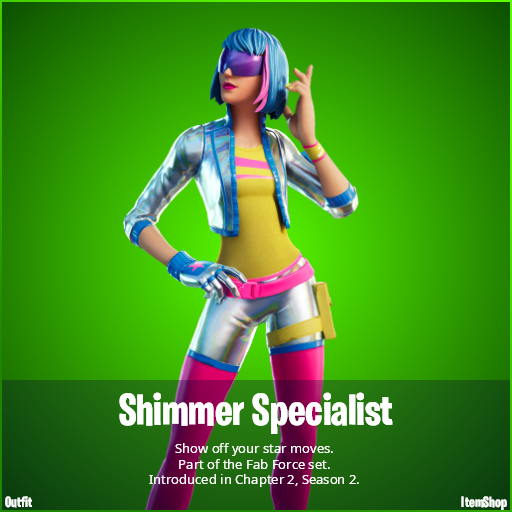 Shimmer Specialist
Show off your star moves.
Part of the Fab Force set.
Introduced in Chapter 2, Season 2.
Outfit
ItemShop